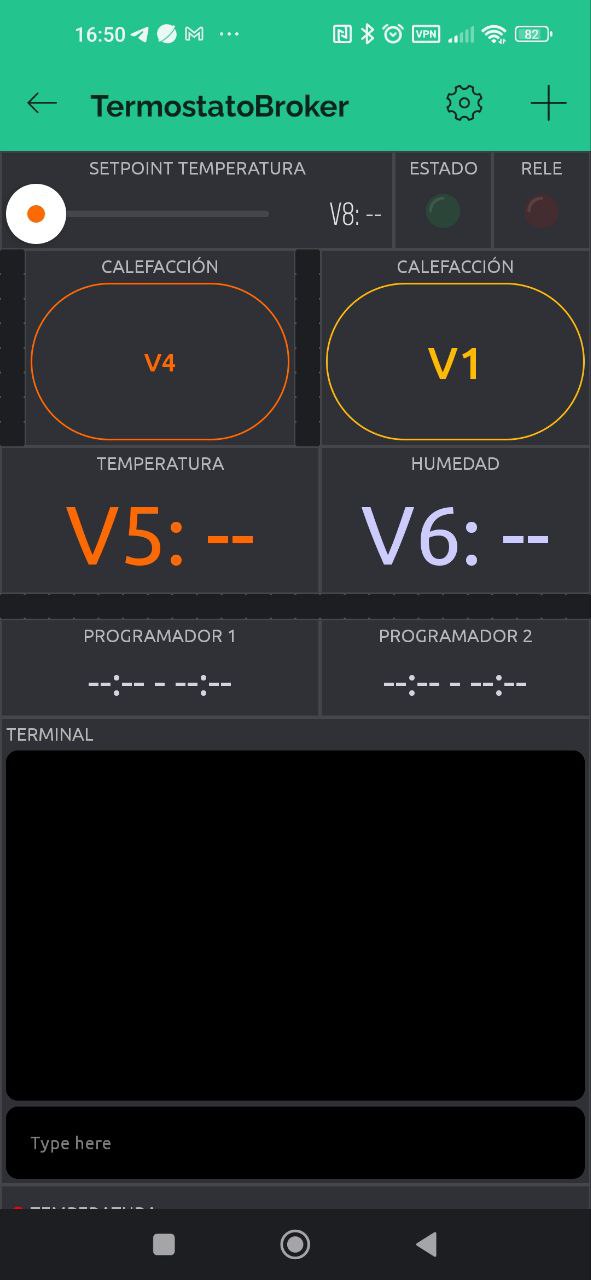 16:50 VPN 82
TermostatoBroker
SETPOINT TEMPERATURA ESTADO RELE
V8: --
CALEFACCIÓN CALEFACCIÓN
V4 V1
TEMPERATURA HUMEDAD
V5: -- V6: --
PROGRAMADOR 1 PROGRAMADOR 2
--:-- - --:-- --:-- - --:--
TERMINAL
Type here
TEMPERATURA